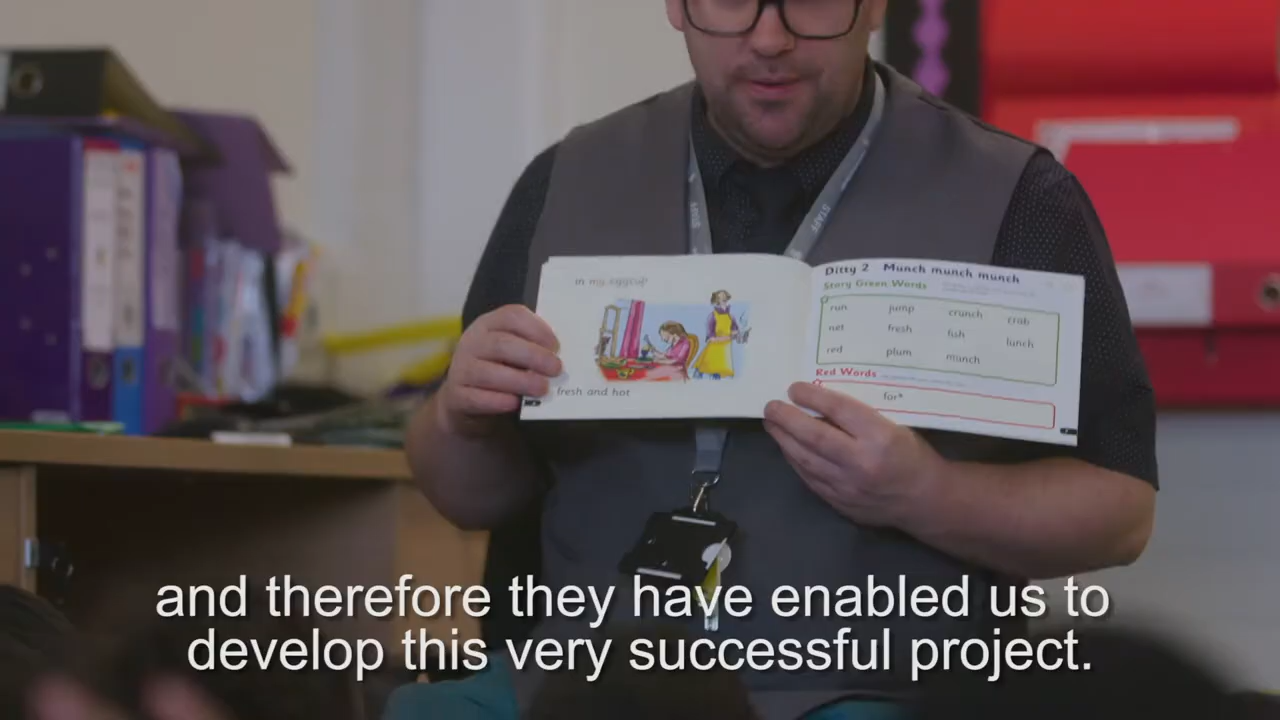 STAFF
in my eggcup
fresh and hot
Ditty 2 Munch munch munch
Story Green Words
run jump crunch crab
net fresh fish lunch
red plum munch
Red Words
for*
and therefore they have enabled us to
develop this very successful project.